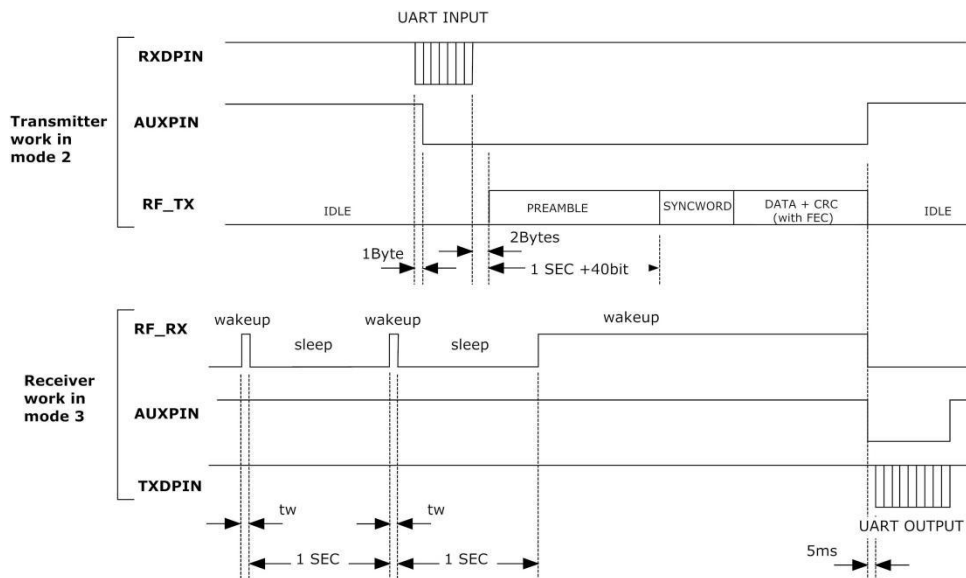 UART INPUT
RXDPIN
Transmitter
work in
mode 2
AUXPIN
RF_TX
IDLE
PREAMBLE
SYNCWORD
DATA + CRC
(with FEC)
IDLE
1Byte
2Bytes
1 SEC +40bit
RF_RX
wakeup
sleep
wakeup
sleep
wakeup
Receiver
work in
mode 3
AUXPIN
TXDPIN
tw
tw
UART OUTPUT
1 SEC
1 SEC
5ms